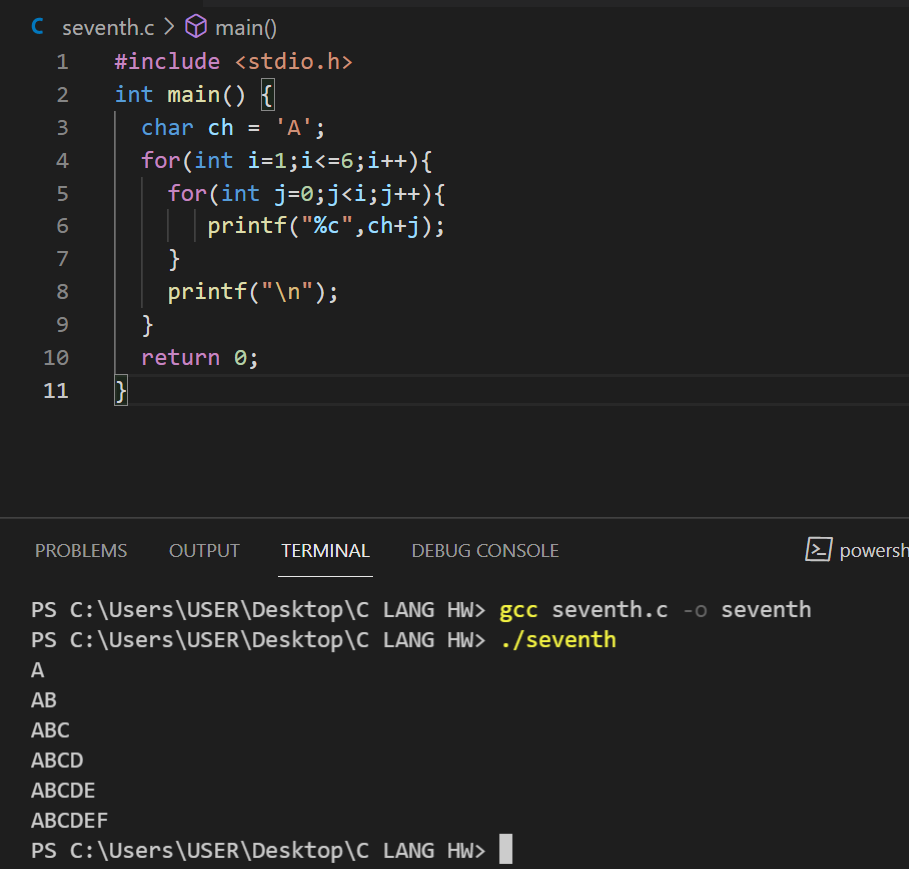 C seventh.c > main()
1 #include <stdio.h>
2 int main() {
3 char ch = 'A';
4 for(int i=1;i<=6;i++){
5 for(int j=0;j<i;j++){
6 printf("%c",ch+j);
7 }
8 printf("\n");
9 }
10 return 0;
11 }
PROBLEMS OUTPUT TERMINAL DEBUG CONSOLE powersh
PS C:\Users\USER\Desktop\C LANG HW> gcc seventh.c -o seventh
PS C:\Users\USER\Desktop\C LANG HW> ./seventh
A
AB
ABC
ABCD
ABCDE
ABCDEF
PS C:\Users\USER\Desktop\C LANG HW>